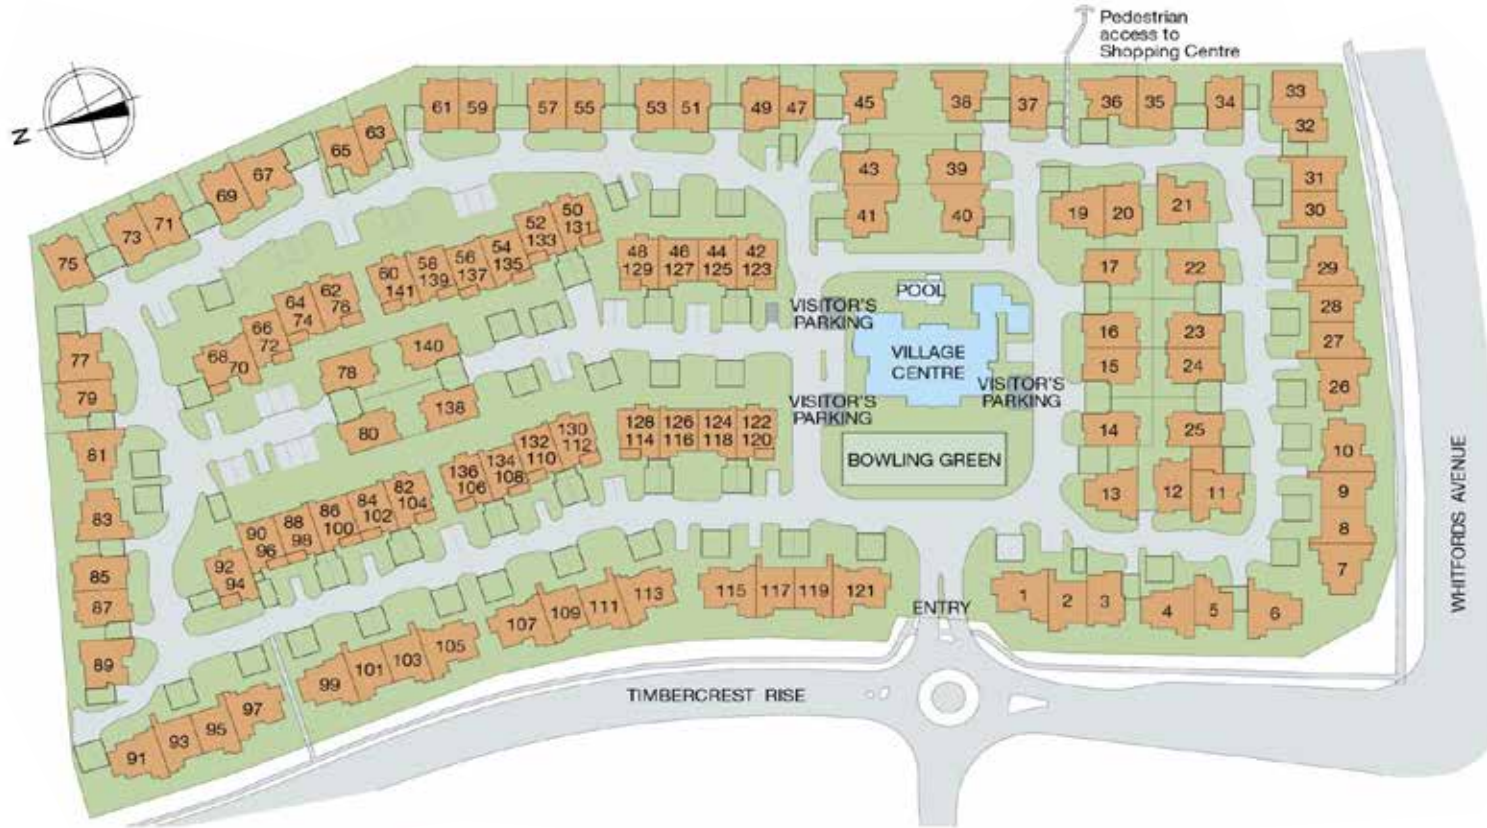 Pedestrian
access to
Shopping Centre
N
61 59 57 55 53 51 49 47 45 38 37 36 35 34 33
32
63
65
67
69
71
73
75
43 39 31
41 40 30
19 20 21
50
131
52
133
54
135
56
137
58
139
60
141
62
76
64
74
66
72
68
70
48 46 44 42
129 127 125 123
17 22 29
POOL
VISITOR'S
PARKING
28
16 23
27
VILLAGE
CENTRE
15 24
26
VISITOR'S
PARKING
VISITOR'S
PARKING
77
79
78
140
138
80
128 126 124 122
114 116 118 120
14 25
10
BOWLING GREEN
130
112
132
110
134
108
136
106
81
83
82
104
84
102
86
100
88
98
90
96
92
94
13 12 11
9
8
7
85
87
89
WHITFORDS AVENUE
115 117 119 121
113
111
109
107
105
103
101
99
97
95
93
91
1 2 3 4 5 6
ENTRY
TIMBERCREST RISE